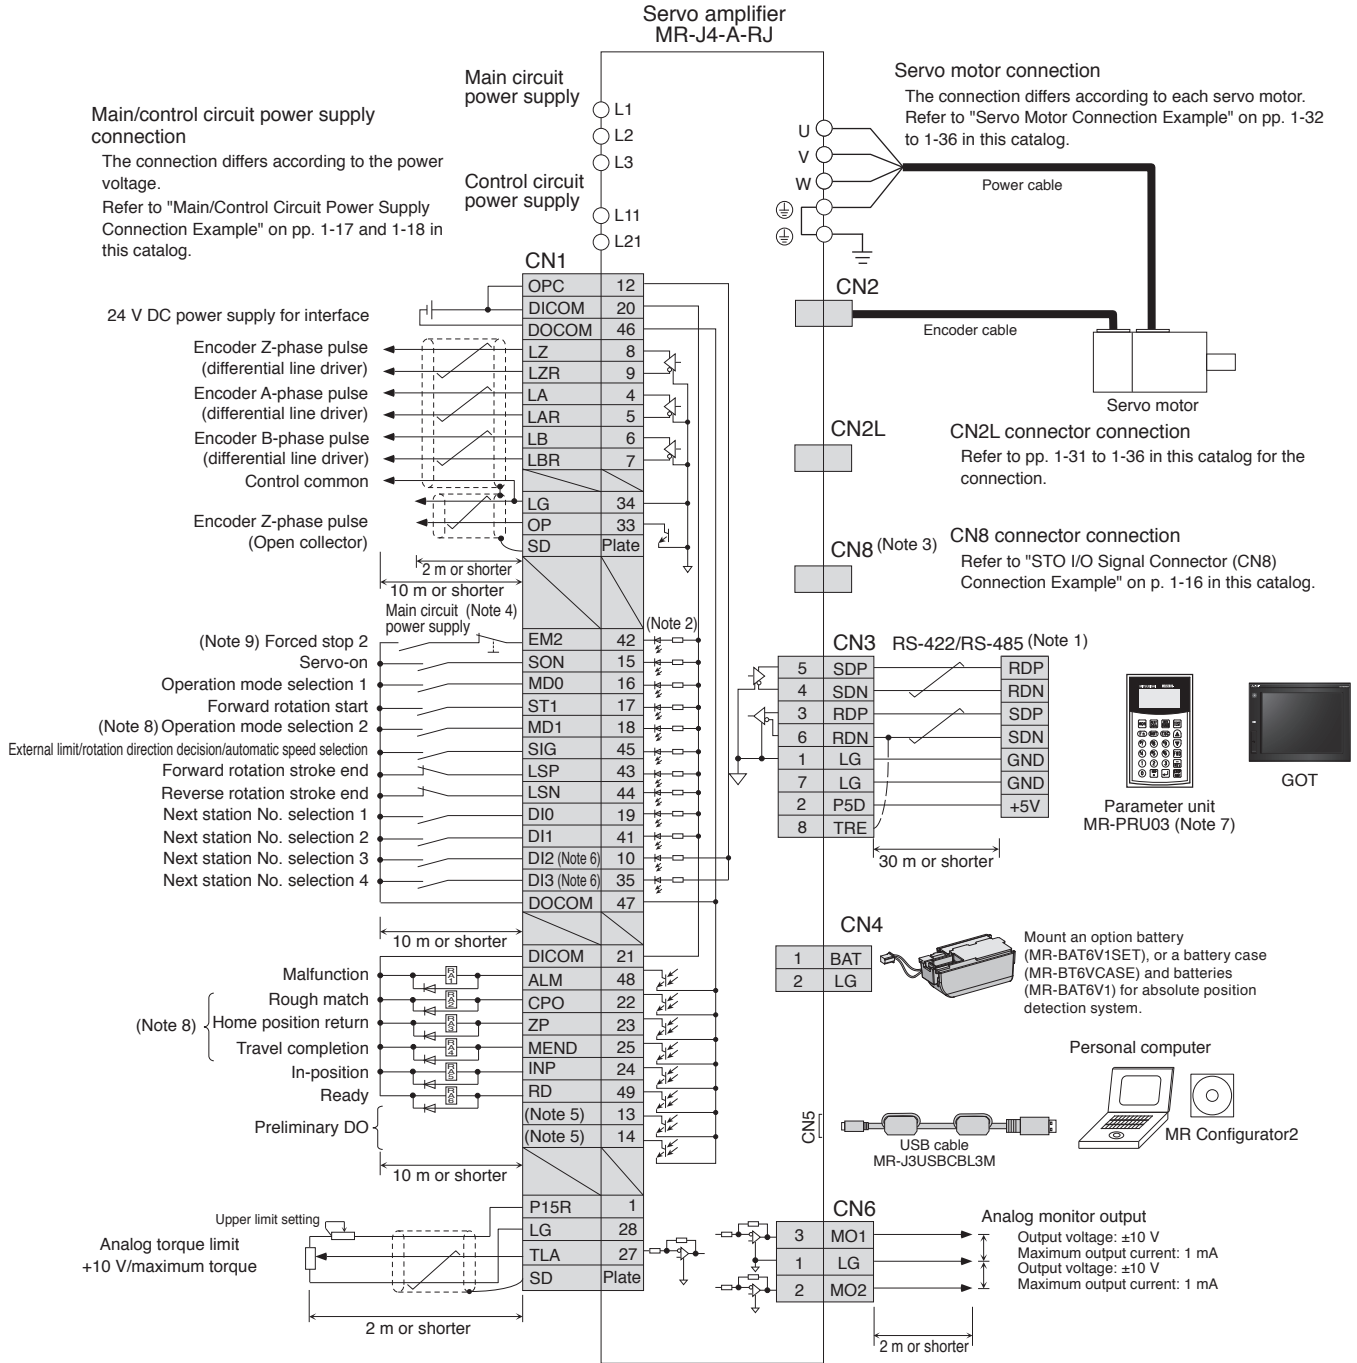 Servo amplifier
MR-J4-A-RJ
Main circuit
power supply
L1
L2
L3
Control circuit
power supply
L11
L21
Main/control circuit power supply
connection
The connection differs according to the power
voltage.
Refer to "Main/Control Circuit Power Supply
Connection Example" on pp. 1-17 and 1-18 in
this catalog.
Servo motor connection
The connection differs according to each servo motor.
Refer to "Servo Motor Connection Example" on pp. 1-32
to 1-36 in this catalog.
U
V
W
Power cable
CN2
Encoder cable
Servo motor
CN2L
CN2L connector connection
Refer to pp. 1-31 to 1-36 in this catalog for the
connection.
CN8 (Note 3)
CN8 connector connection
Refer to "STO I/O Signal Connector (CN8)
Connection Example" on p. 1-16 in this catalog.
CN1
OPC 12
DICOM 20
24 V DC power supply for interface
DOCOM 46
Encoder Z-phase pulse
(differential line driver)
LZ 8
LZR 9
Encoder A-phase pulse
(differential line driver)
LA 4
LAR 5
Encoder B-phase pulse
(differential line driver)
LB 6
LBR 7
Control common
LG 34
Encoder Z-phase pulse
(Open collector)
OP 33
SD Plate
2 m or shorter
10 m or shorter
Main circuit (Note 4)
power supply
(Note 2)
(Note 9) Forced stop 2 EM2 42
Servo-on SON 15
Operation mode selection 1 MD0 16
Forward rotation start ST1 17
(Note 8) Operation mode selection 2 MD1 18
External limit/rotation direction decision/automatic speed selection SIG 45
Forward rotation stroke end LSP 43
Reverse rotation stroke end LSN 44
Next station No. selection 1 DI0 19
Next station No. selection 2 DI1 41
Next station No. selection 3 DI2 (Note 6) 10
Next station No. selection 4 DI3 (Note 6) 35
DOCOM 47
10 m or shorter
DICOM 21
Malfunction RA1 ALM 48
(Note 8)
Rough match RA2 CPO 22
Home position return RA3 ZP 23
Travel completion RA4 MEND 25
In-position RA5 INP 24
Ready RA6 RD 49
Preliminary DO
(Note 5) 13
(Note 5) 14
10 m or shorter
P15R 1
Upper limit setting
LG 28
Analog torque limit
+10 V/maximum torque
TLA 27
SD Plate
2 m or shorter
CN3 RS-422/RS-485 (Note 1)
5 SDP RDP
4 SDN RDN
3 RDP SDP
6 RDN SDN
1 LG GND
7 LG GND
2 P5D +5V
8 TRE
30 m or shorter
Parameter unit
MR-PRU03 (Note 7)
GOT
CN4
1 BAT
2 LG
Mount an option battery
(MR-BAT6V1SET), or a battery case
(MR-BT6VCASE) and batteries
(MR-BAT6V1) for absolute position
detection system.
Personal computer
CN5
USB cable
MR-J3USBCBL3M
MR Configurator2
CN6
3 MO1
1 LG
2 MO2
Analog monitor output
Output voltage: ±10 V
Maximum output current: 1 mA
Output voltage: ±10 V
Maximum output current: 1 mA
2 m or shorter